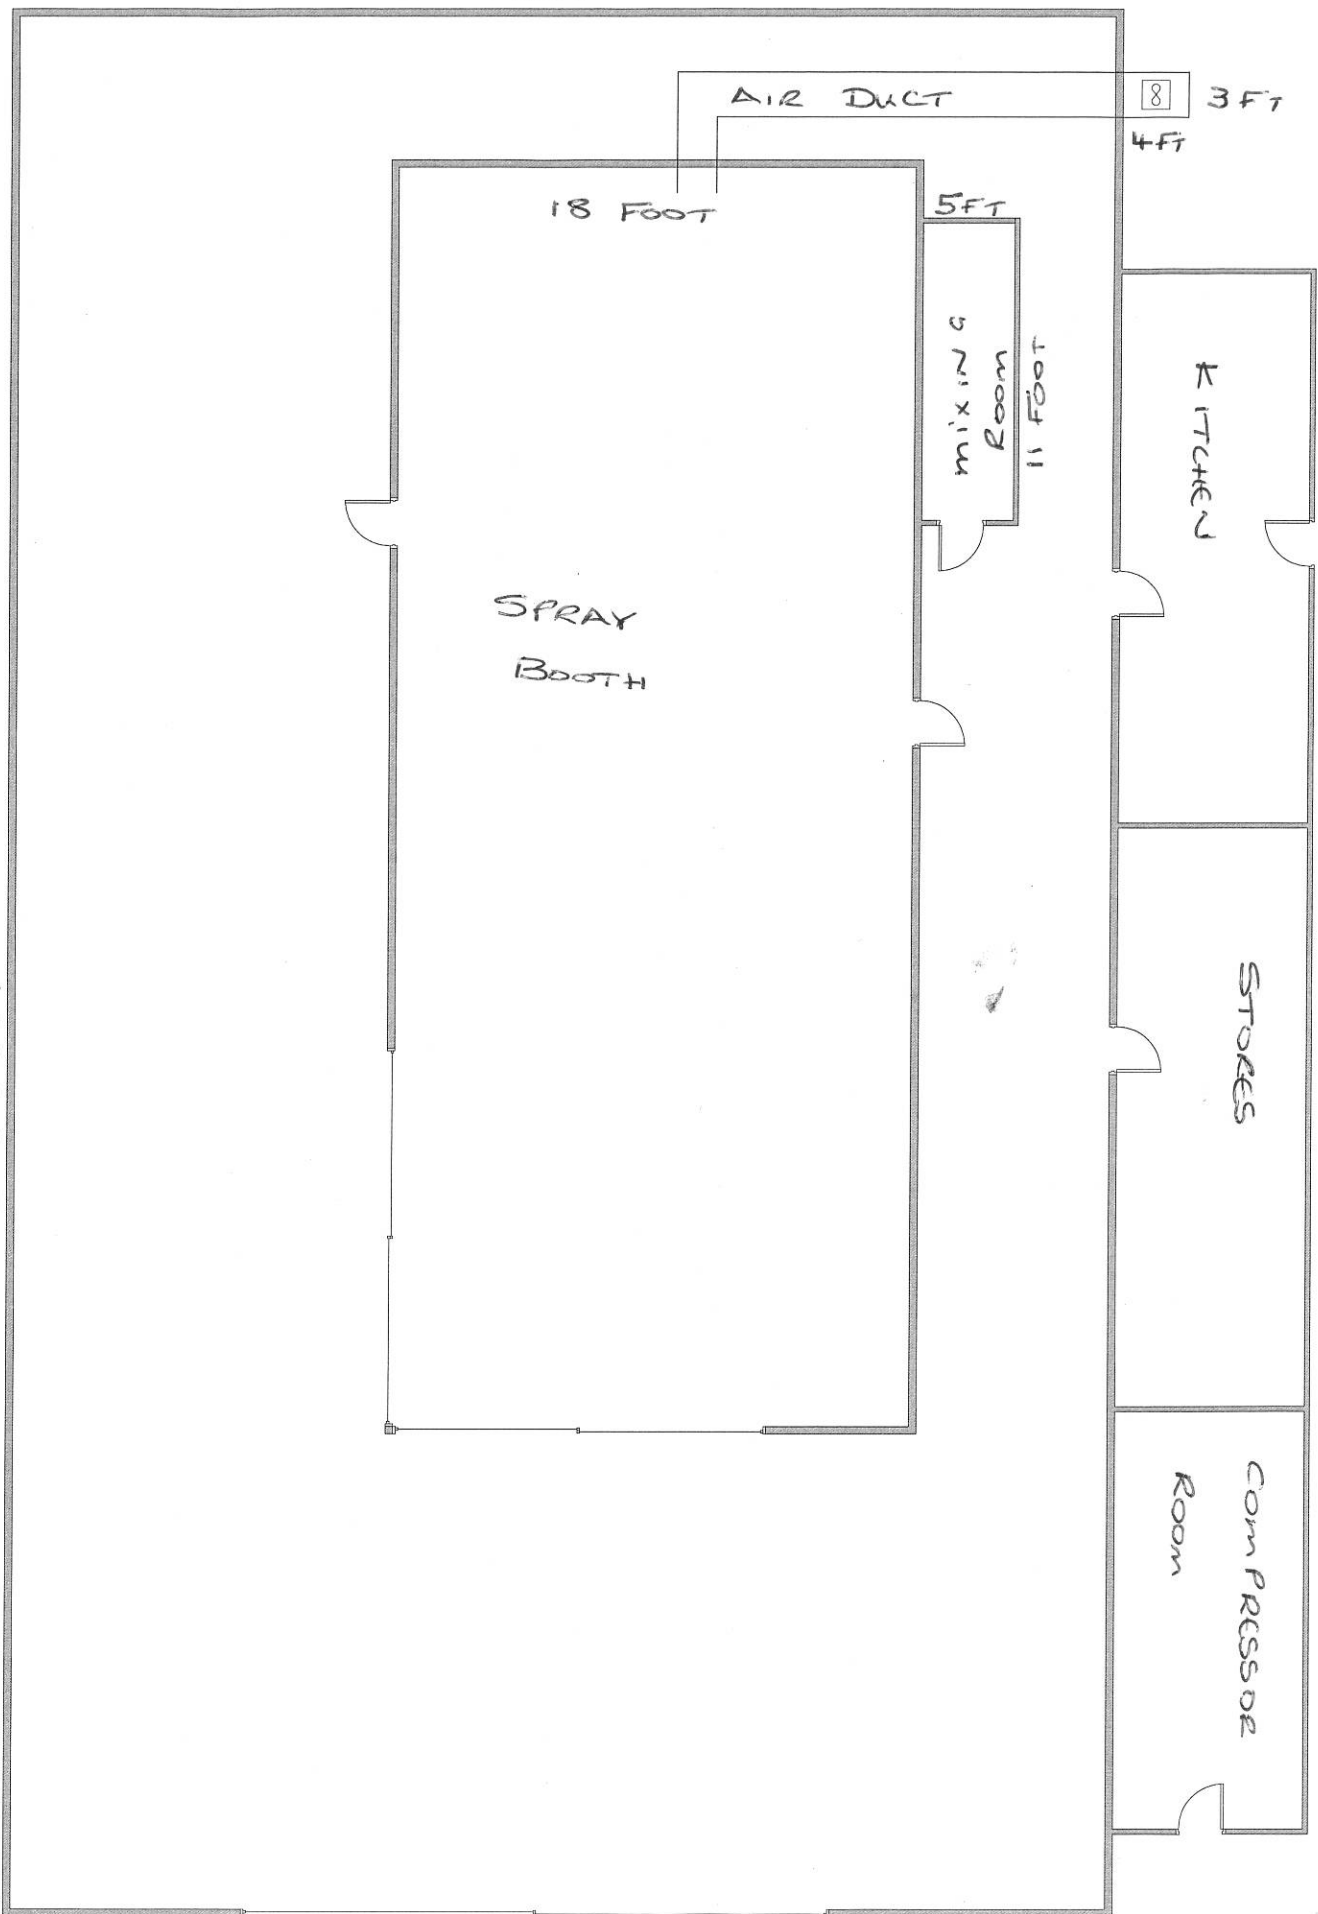 AIR DUCT
3 FT
4 FT
18 FOOT
5 FT
MIXING
ROOM
11 FOOT
KITCHEN
SPRAY
BOOTH
STORES
COMPRESSOR
ROOM